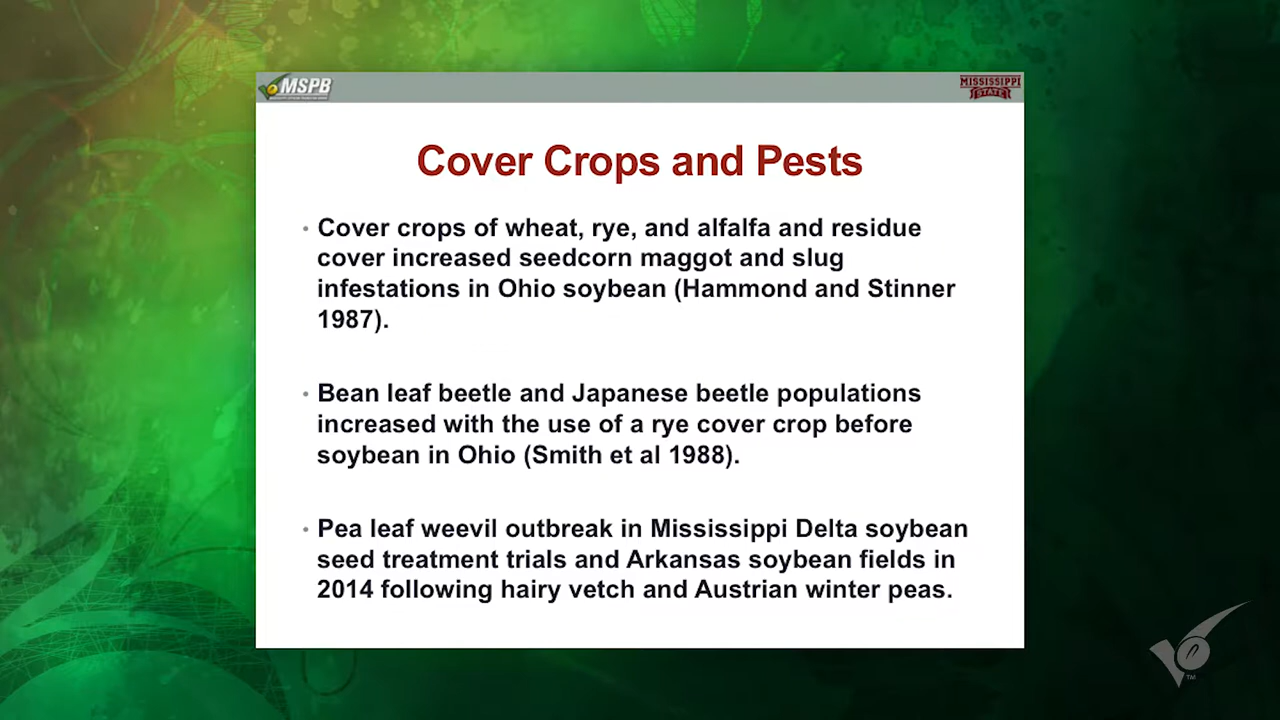 MSPB
MISSISSIPPI
STATE
Cover Crops and Pests
• Cover crops of wheat, rye, and alfalfa and residue
cover increased seedcorn maggot and slug
infestations in Ohio soybean (Hammond and Stinner
1987).
• Bean leaf beetle and Japanese beetle populations
increased with the use of a rye cover crop before
soybean in Ohio (Smith et al 1988).
• Pea leaf weevil outbreak in Mississippi Delta soybean
seed treatment trials and Arkansas soybean fields in
2014 following hairy vetch and Austrian winter peas.
TM